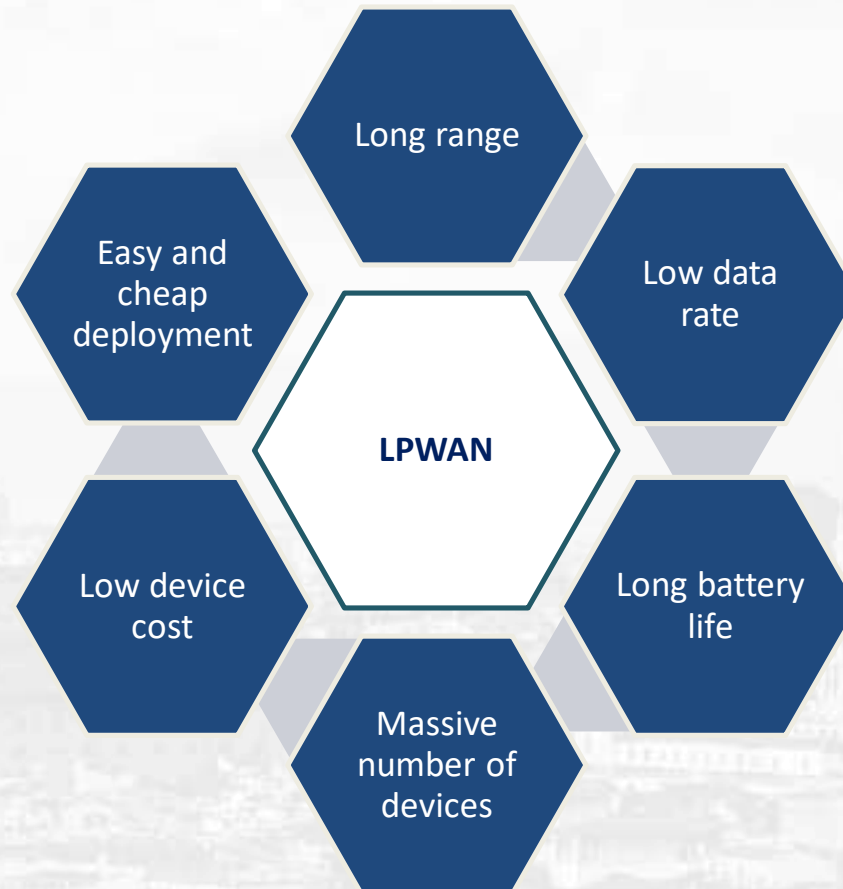 Long range
Easy and
cheap
deployment
Low data
rate
LPWAN
Low device
cost
Long battery
life
Massive
number of
devices